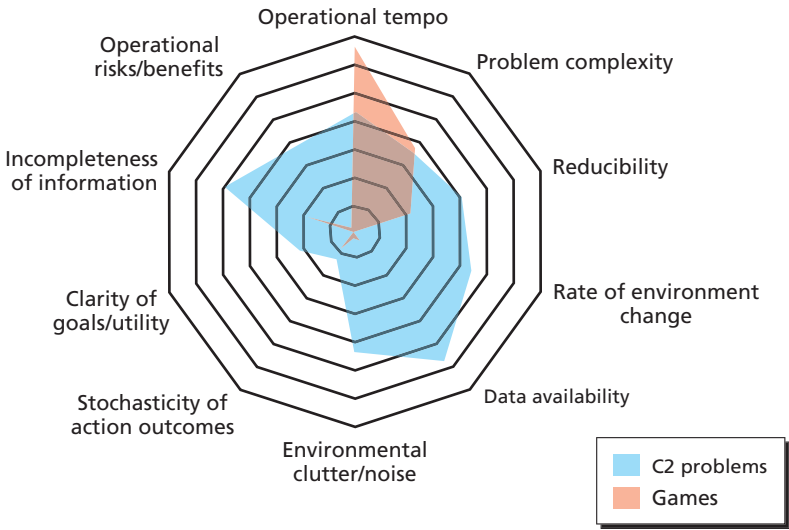 Operational tempo
Problem complexity
Reducibility
Rate of environment
change
Data availability
Environmental
clutter/noise
Stochasticity of
action outcomes
Clarity of
goals/utility
Incompleteness
of information
Operational
risks/benefits
C2 problems
Games